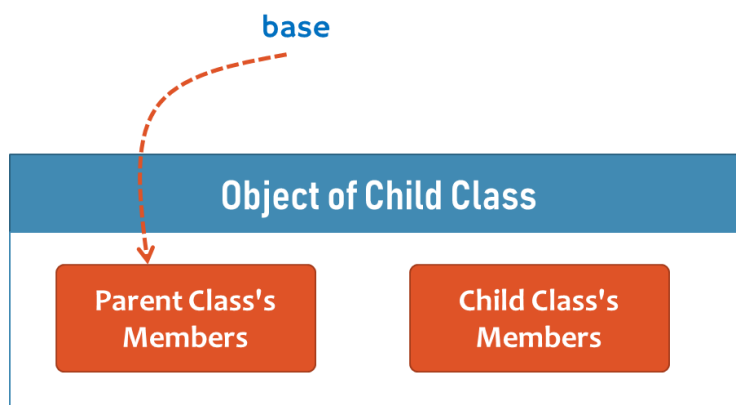 base
Object of Child Class
Parent Class's
Members
Child Class's
Members